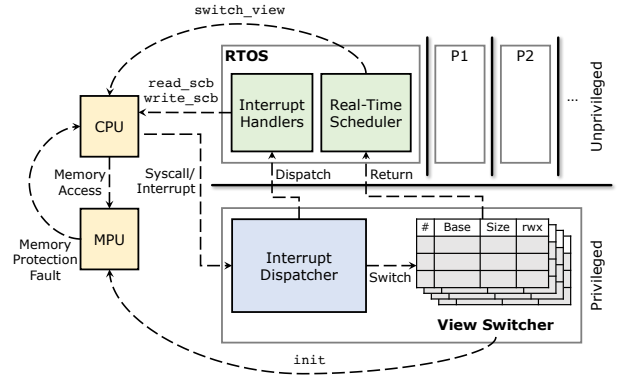 switch_view
RTOS
P1
P2
read_scb
write_scb
Interrupt
Handlers
Real-Time
Scheduler
...
Unprivileged
CPU
Memory
Access
Syscall/
Interrupt
Dispatch
Return
MPU
Memory
Protection
Fault
Interrupt
Dispatcher
Switch
# Base Size rwx
View Switcher
Privileged
init